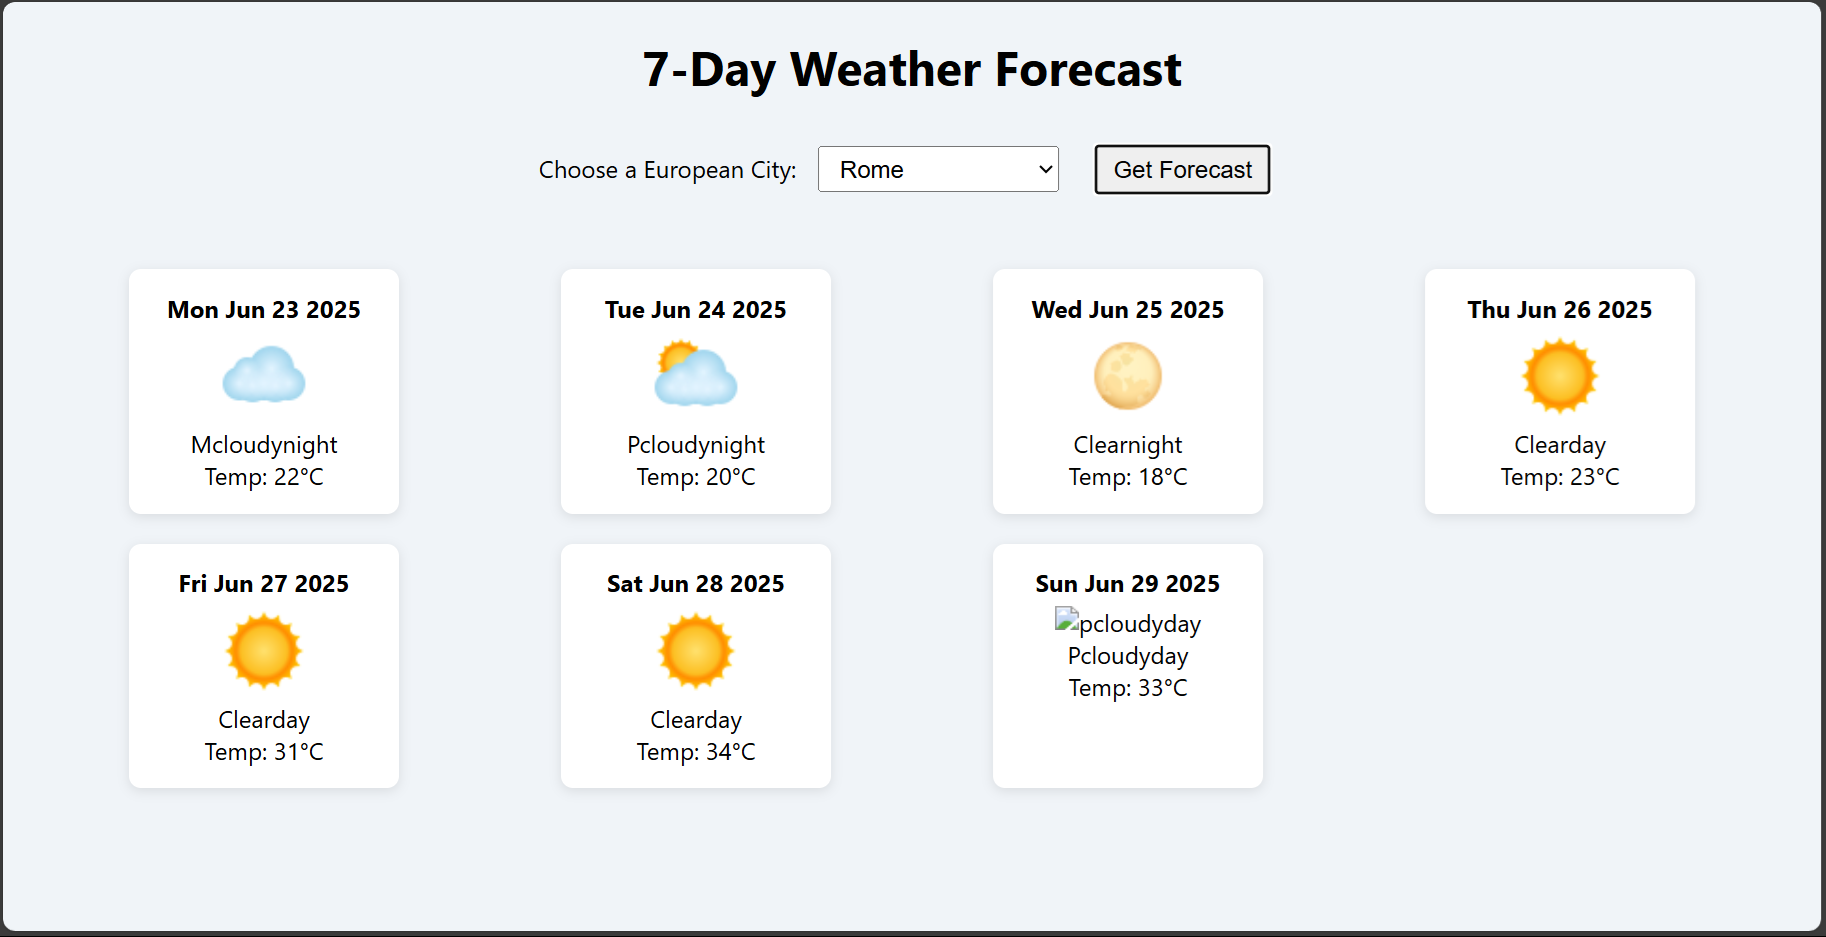 7-Day Weather Forecast
Choose a European City: Rome Get Forecast
Mon Jun 23 2025
Mcloudynight
Temp: 22°C
Tue Jun 24 2025
Pcloudynight
Temp: 20°C
Wed Jun 25 2025
Clearnight
Temp: 18°C
Thu Jun 26 2025
Clearday
Temp: 23°C
Fri Jun 27 2025
Clearday
Temp: 31°C
Sat Jun 28 2025
Clearday
Temp: 34°C
Sun Jun 29 2025
pcloudyday
Pcloudyday
Temp: 33°C